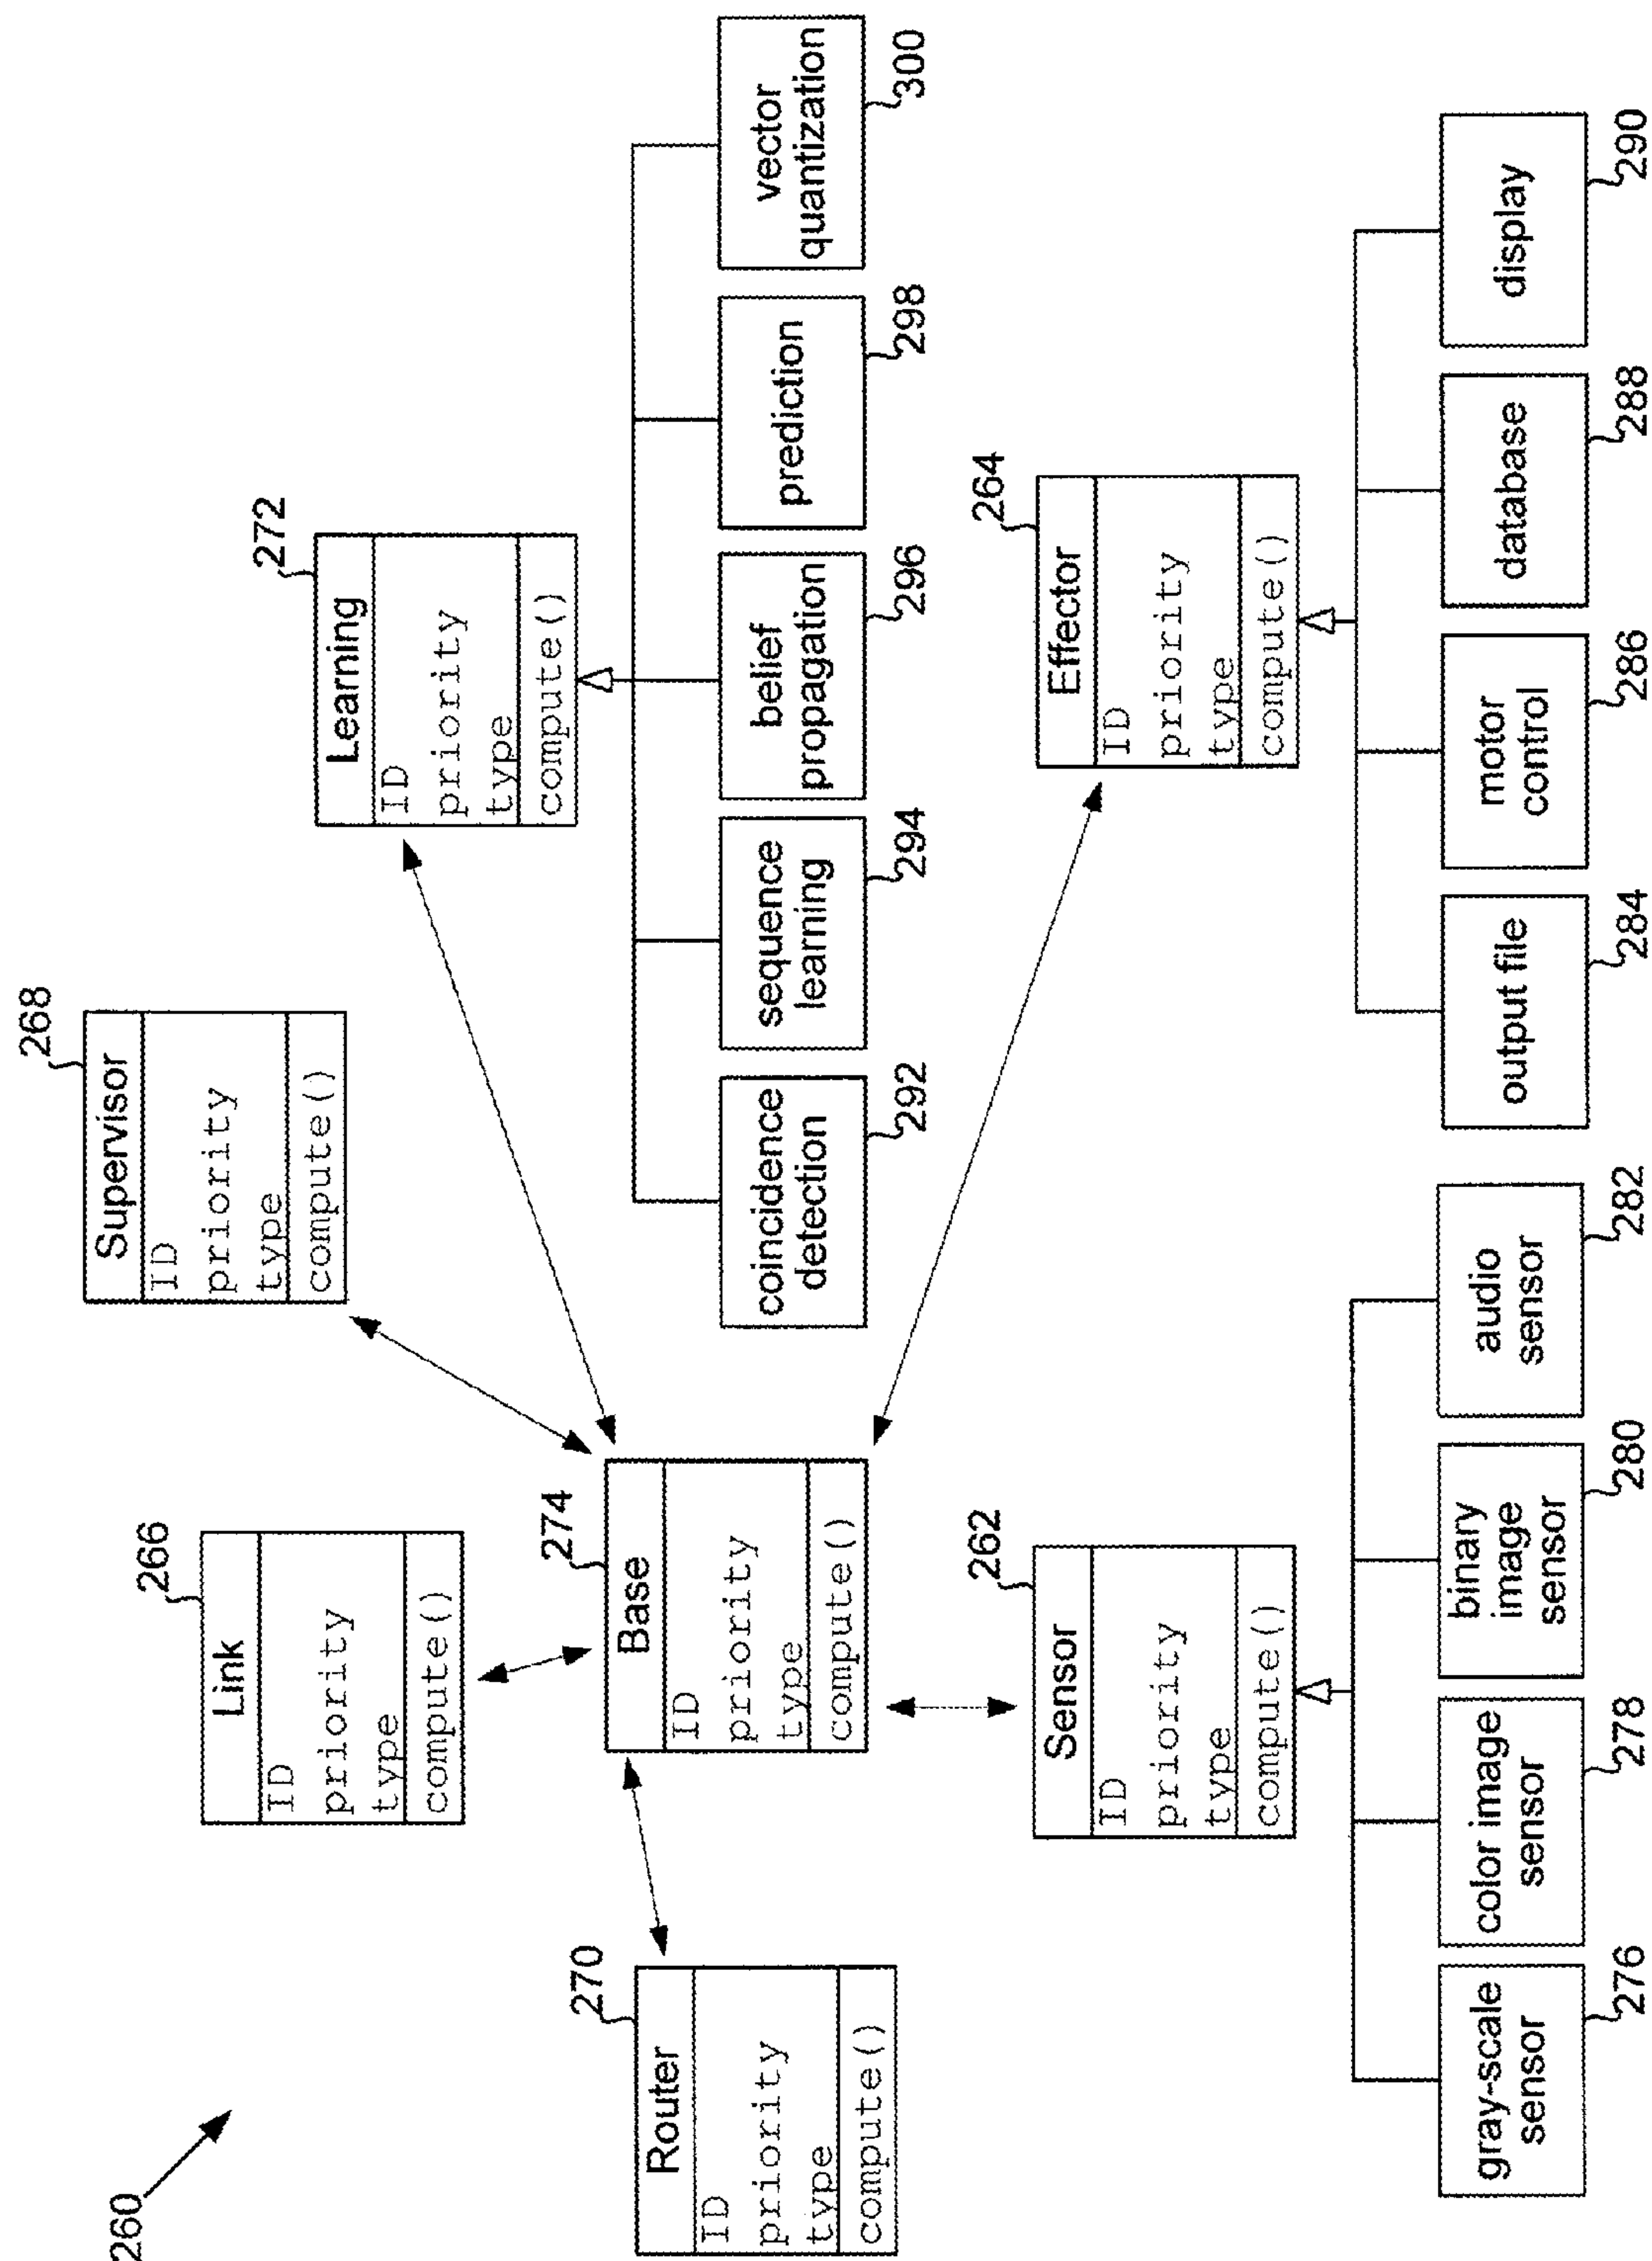 260
268
Supervisor
ID
priority
type
compute()
266
Link
ID
priority
type
compute()
272
Learning
ID
priority
type
compute()
270
Router
ID
priority
type
compute()
274
Base
ID
priority
type
compute()
coincidence
detection
292
sequence
learning
294
belief
propagation
296
prediction
298
vector
quantization
300
262
Sensor
ID
priority
type
compute()
264
Effector
ID
priority
type
compute()
gray-scale
sensor
276
color image
sensor
278
binary
image
sensor
280
audio
sensor
282
output file
284
motor
control
286
database
288
display
290